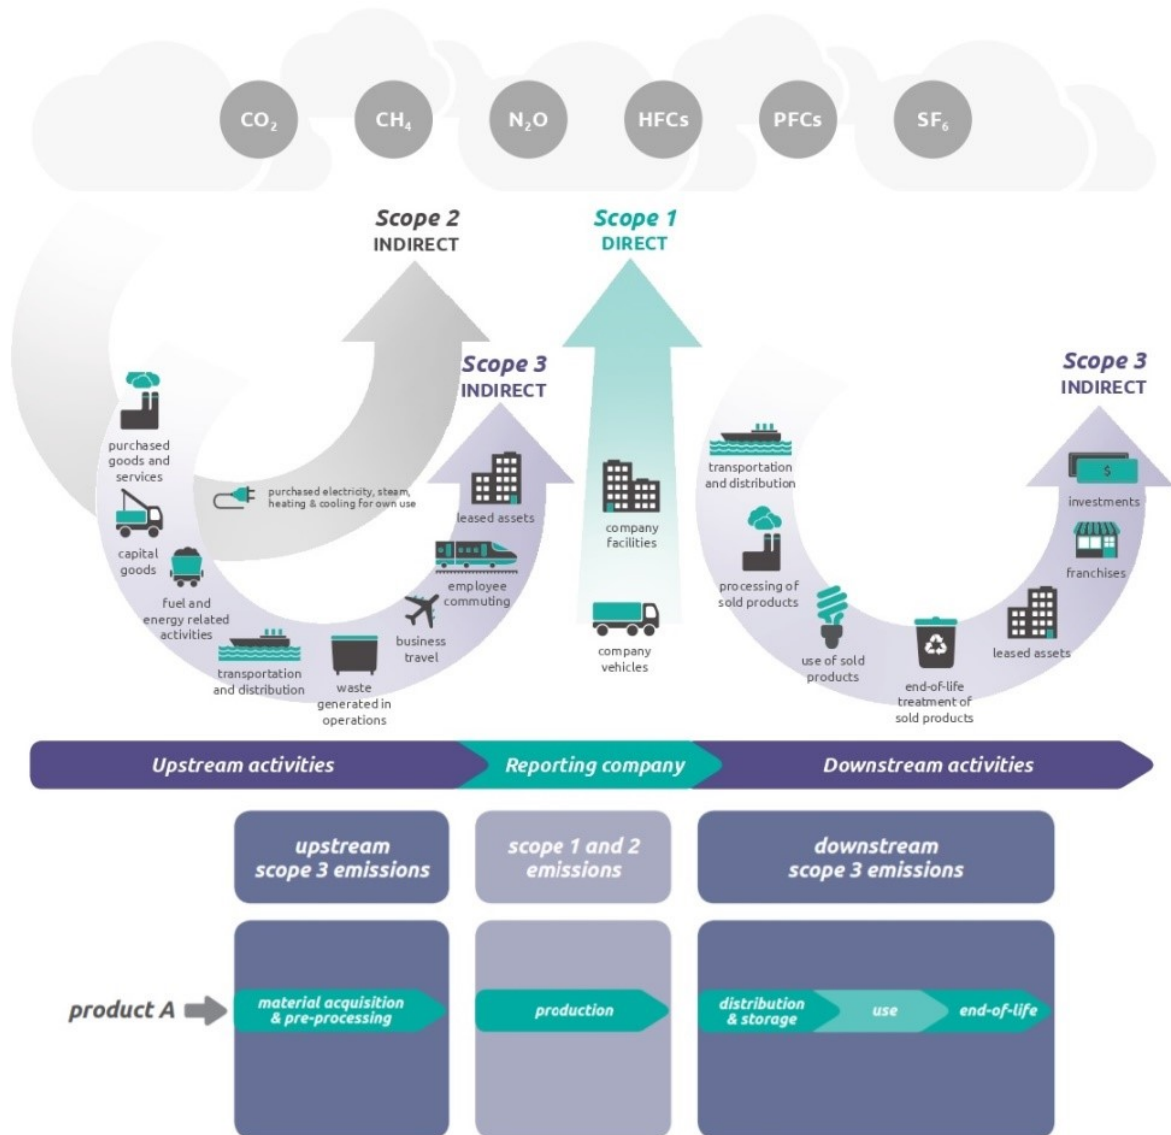 CO₂ CH₄ N₂O HFCs PFCs SF₆
Scope 2
INDIRECT
Scope 1
DIRECT
Scope 3
INDIRECT
Scope 3
INDIRECT
purchased
goods and
services
capital
goods
fuel and
energy related
activities
purchased electricity, steam,
heating & cooling for own use
transportation
and distribution
waste
generated in
operations
business
travel
employee
commuting
leased assets
company
facilities
company
vehicles
transportation
and distribution
processing of
sold products
use of sold
products
end-of-life
treatment of
sold products
leased assets
franchises
$
investments
Upstream activities
Reporting company
Downstream activities
upstream
scope 3 emissions
scope 1 and 2
emissions
downstream
scope 3 emissions
product A
material acquisition
& pre-processing
production
distribution
& storage
use
end-of-life